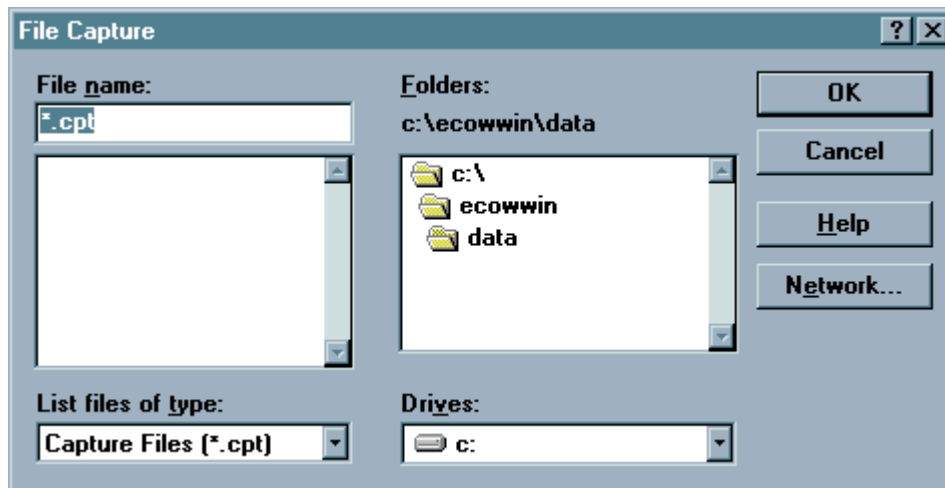 File Capture
File name:
*.cpt
List files of type:
Capture Files (*.cpt)
Folders:
c:\ecowwin\data
c:\
ecowwin
data
Drives:
c:
OK
Cancel
Help
Network...